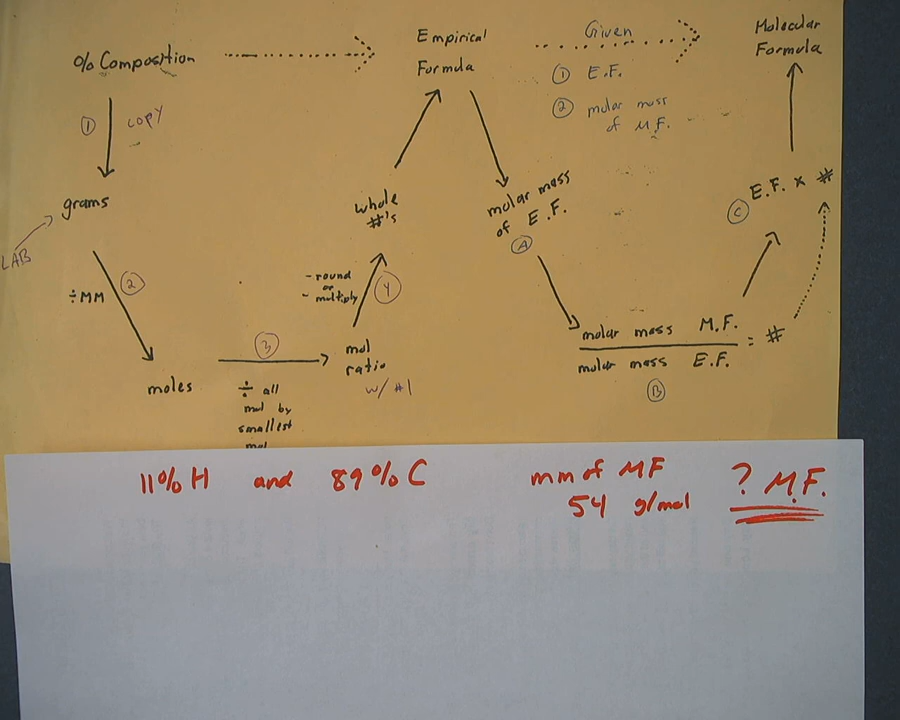 % Composition
Empirical
Formula
Given
① E.F.
② molar mass
of M.F.
Molecular
Formula
① copy
grams
LAB
÷MM ②
moles
③
÷ all
mol by
smallest
mol
mol
ratio
w/ #1
- round
or
- multiply
④
whole
#'s
molar mass
of E.F.
Ⓐ
molar mass M.F.
molar mass E.F.
= #
Ⓑ
Ⓒ E.F. x #
11% H and 89% C
mm of MF
54 g/mol
? M.F.